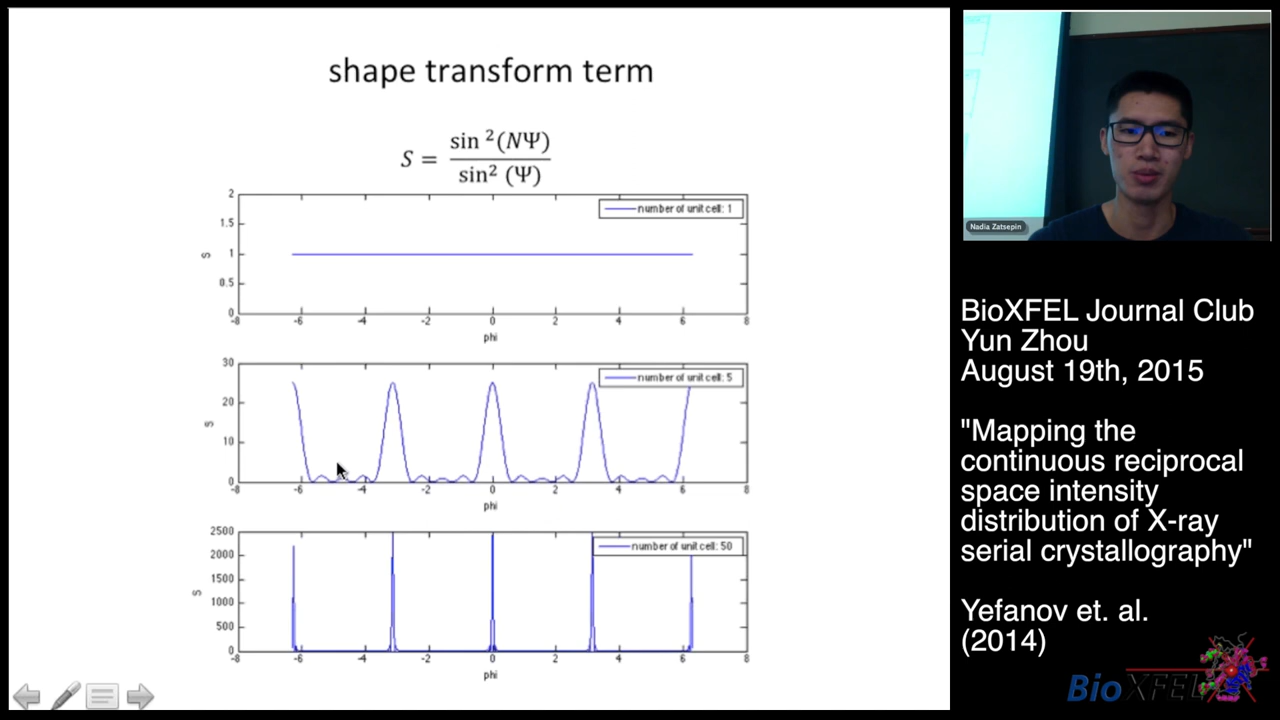 shape transform term
S = sin ²(NΨ) / sin² (Ψ)
number of unit cell: 1
2
1.5
1
0.5
0
S
-8 -6 -4 -2 0 2 4 6 8
phi
number of unit cell: 5
30
20
10
0
S
-8 -6 -4 -2 0 2 4 6 8
phi
number of unit cell: 50
2500
2000
1500
1000
500
0
S
-8 -6 -4 -2 0 2 4 6 8
phi
Nadia Zatsepin
BioXFEL Journal Club
Yun Zhou
August 19th, 2015
"Mapping the
continuous reciprocal
space intensity
distribution of X-ray
serial crystallography"
Yefanov et. al.
(2014)
BioXFEL